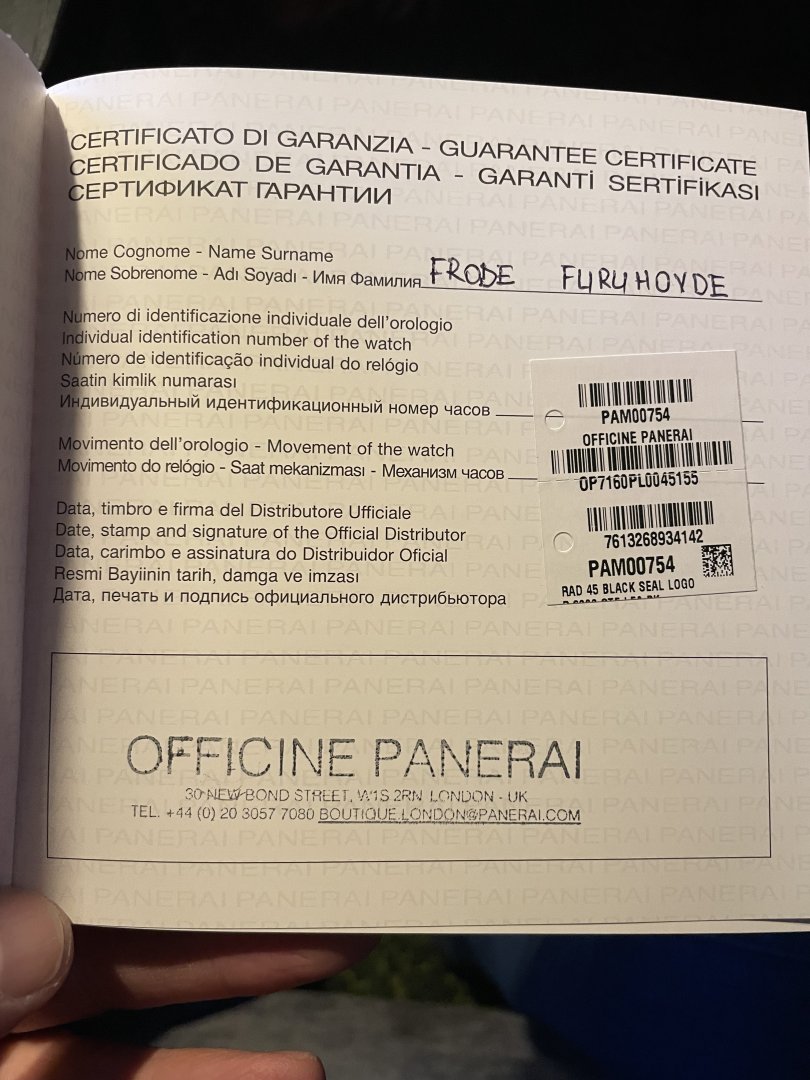 CERTIFICATO DI GARANZIA - GUARANTEE CERTIFICATE
CERTIFICADO DE GARANTIA - GARANTİ SERTİFİKASI
СЕРТИФИКАТ ГАРАНТИИ
Nome Cognome - Name Surname
Nome Sobrenome - Adı Soyadı - Имя Фамилия FRODE FURUHOVDE
Numero di identificazione individuale dell'orologio
Individual identification number of the watch
Número de identificação individual do relógio
Saatin kimlik numarası
Индивидуальный идентификационный номер часов
Movimento dell'orologio - Movement of the watch
Movimento do relógio - Saat mekanizması - Механизм часов
Data, timbro e firma del Distributore Ufficiale
Date, stamp and signature of the Official Distributor
Data, carimbo e assinatura do Distribuidor Oficial
Resmi Bayiinin tarih, damga ve imzası
Дата, печать и подпись официального дистрибьютора
PAM00754
OFFICINE PANERAI
OP7160PL0045155
7613268934142
PAM00754
RAD 45 BLACK SEAL LOGO
OFFICINE PANERAI
30 NEW BOND STREET, W1S 2RN LONDON - UK
TEL. +44 (0) 20 3057 7080 BOUTIQUE.LONDON@PANERAI.COM